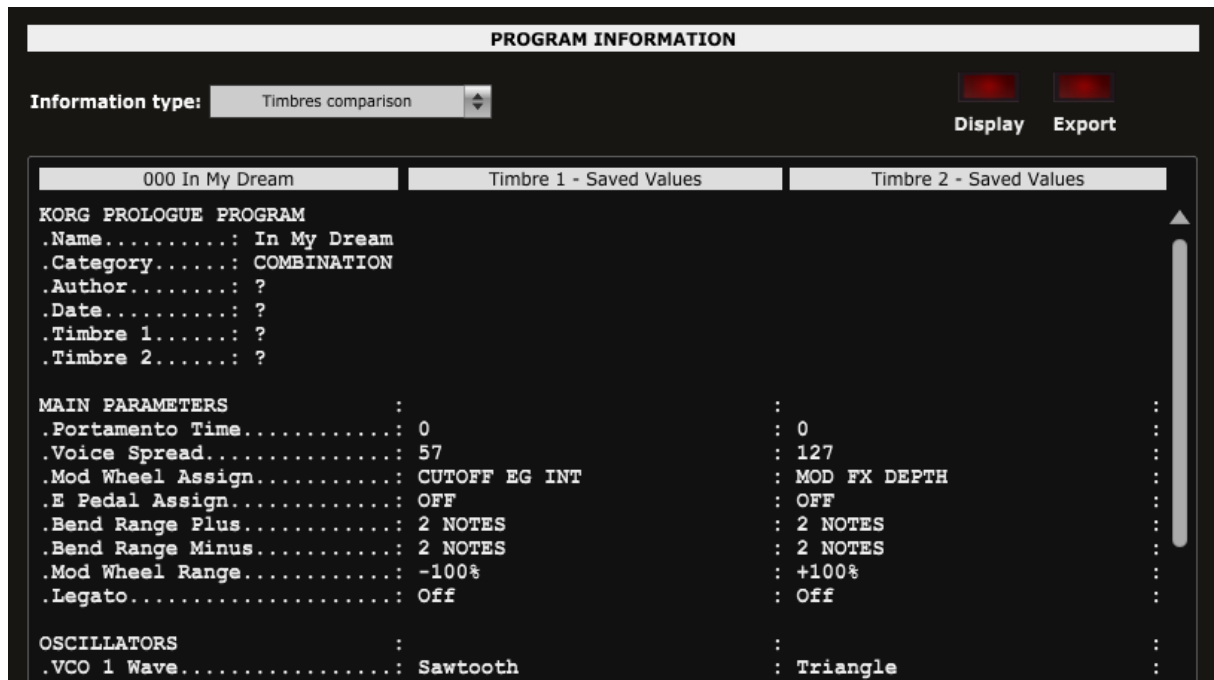 PROGRAM INFORMATION
Information type: Timbres comparison
Display Export
000 In My Dream Timbre 1 - Saved Values Timbre 2 - Saved Values
KORG PROLOGUE PROGRAM
.Name..........: In My Dream
.Category......: COMBINATION
.Author........: ?
.Date..........: ?
.Timbre 1......: ?
.Timbre 2......: ?
MAIN PARAMETERS : : :
.Portamento Time............: 0 : 0 :
.Voice Spread...............: 57 : 127 :
.Mod Wheel Assign...........: CUTOFF EG INT : MOD FX DEPTH :
.E Pedal Assign.............: OFF : OFF :
.Bend Range Plus............: 2 NOTES : 2 NOTES :
.Bend Range Minus...........: 2 NOTES : 2 NOTES :
.Mod Wheel Range............: -100% : +100% :
.Legato.....................: Off : Off :
OSCILLATORS : : :
.VCO 1 Wave.................: Sawtooth : Triangle :